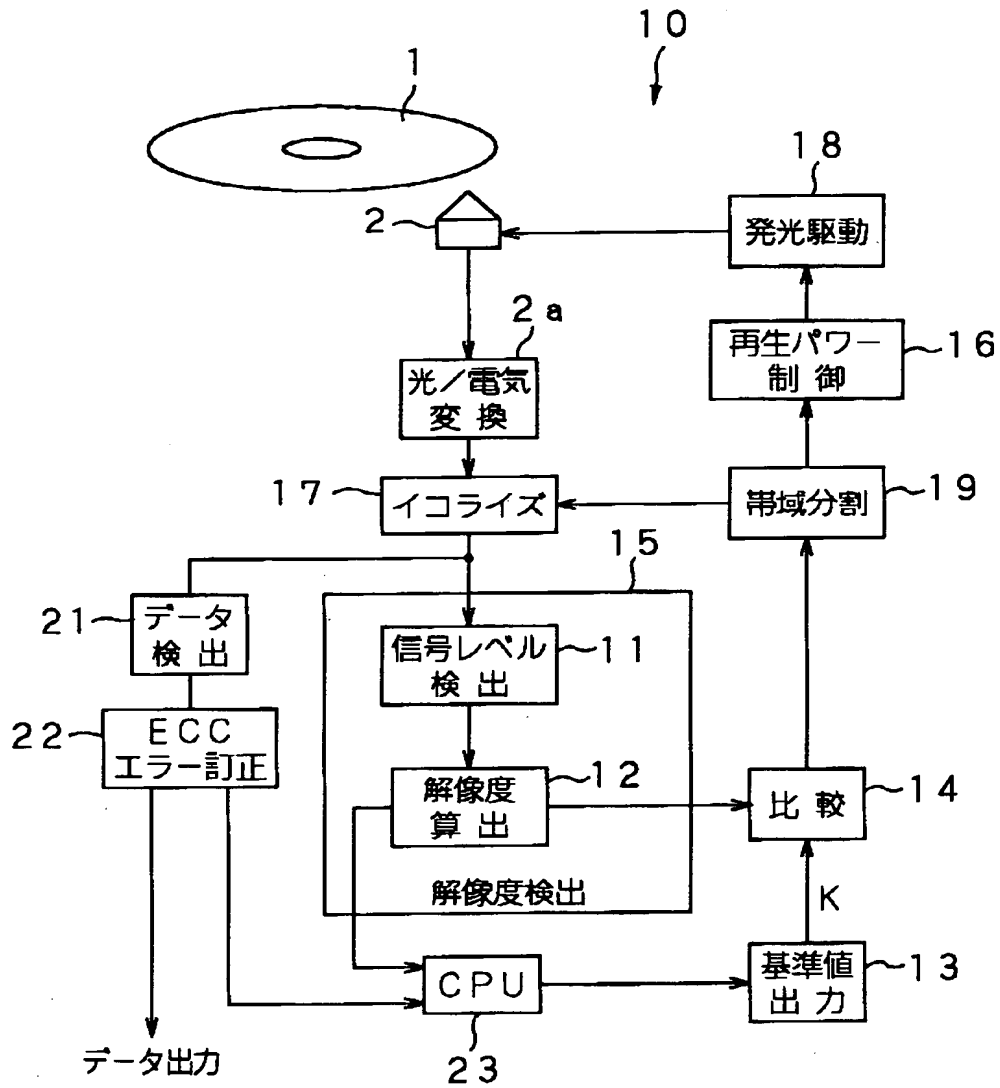 10
1
18
発光駆動
2
2a
光／電気
変換
再生パワー
制御
16
17
イコライズ
帯域分割
19
15
21
データ
検出
信号レベル
検出
11
22
ECC
エラー訂正
解像度
算出
12
比較
14
解像度検出
K
CPU
23
基準値
出力
13
データ出力